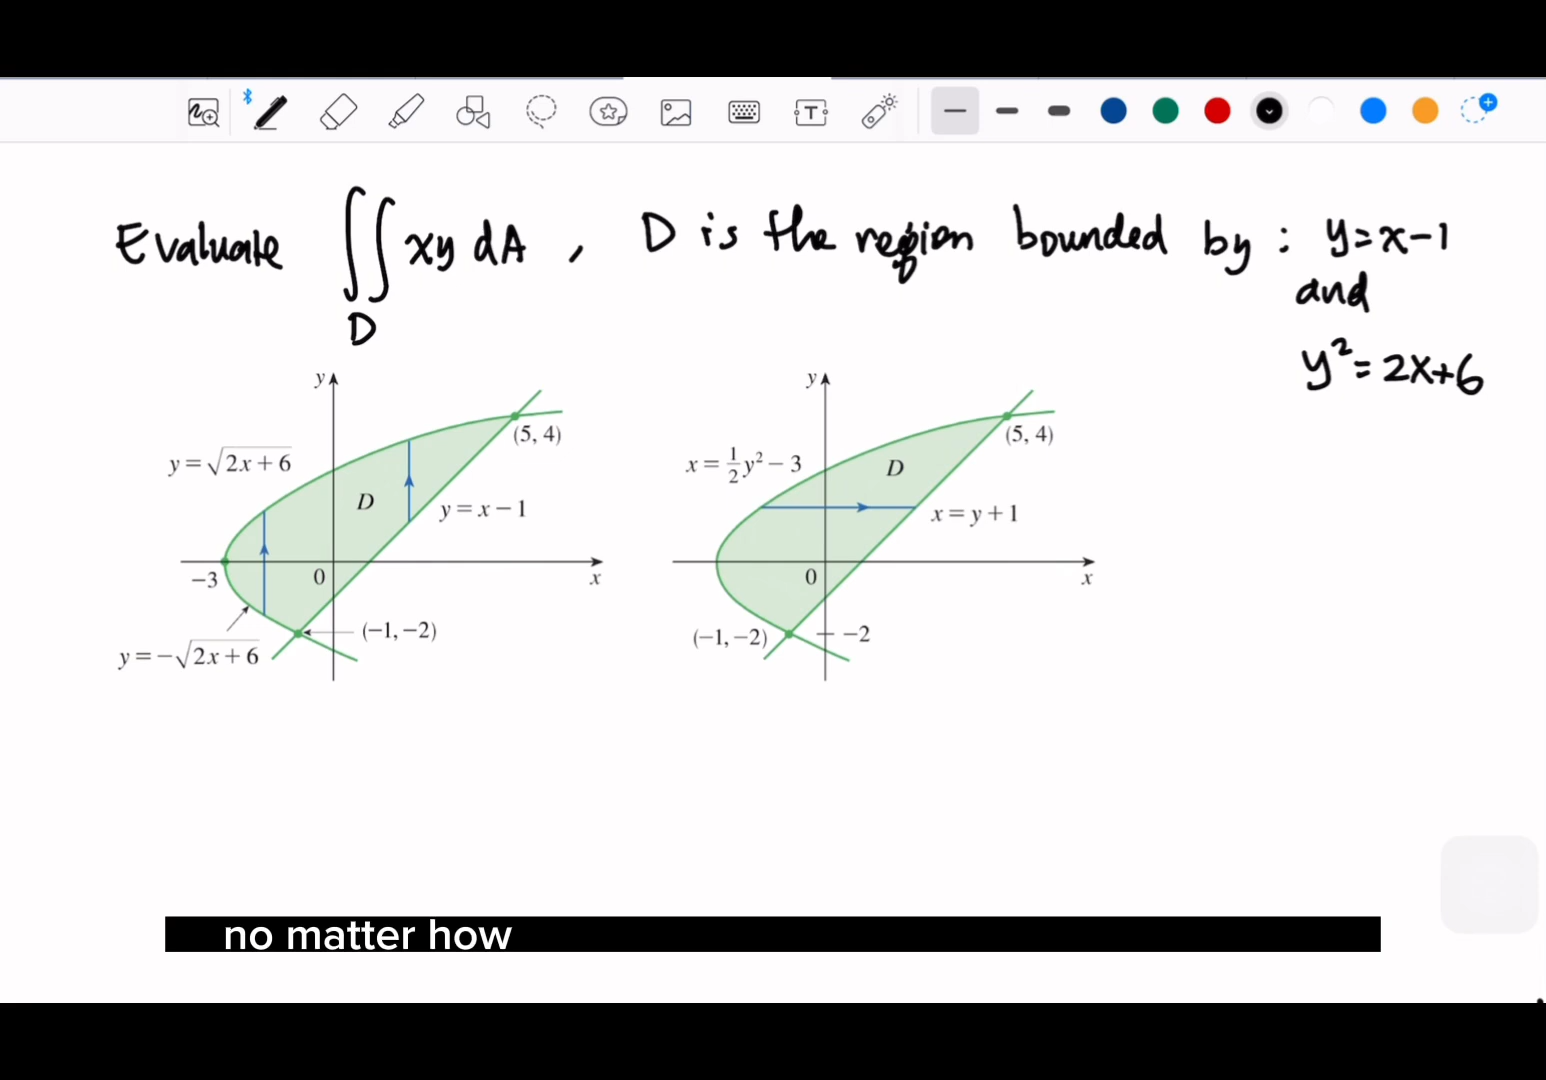 Evaluate ∬_D xy dA , D is the region bounded by : y=x-1
and
y²=2x+6
y
y=√(2x+6)
(5, 4)
D
y=x-1
-3
0
x
(-1,-2)
y=-√(2x+6)
y
x=1/2y²-3
(5, 4)
D
x=y+1
0
x
(-1,-2)
-2
no matter how